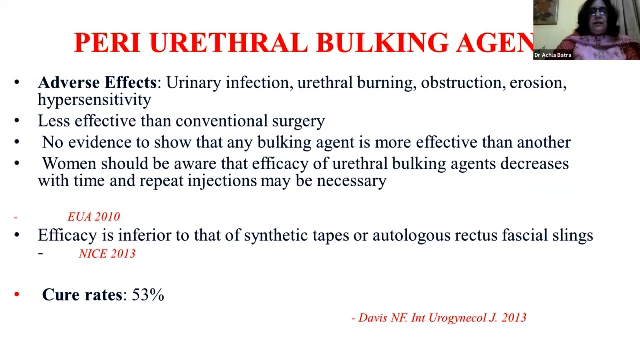 PERI URETHRAL BULKING AGEN
Dr Achla Batra
• Adverse Effects: Urinary infection, urethral burning, obstruction, erosion,
hypersensitivity
• Less effective than conventional surgery
• No evidence to show that any bulking agent is more effective than another
• Women should be aware that efficacy of urethral bulking agents decreases
with time and repeat injections may be necessary
- EUA 2010
• Efficacy is inferior to that of synthetic tapes or autologous rectus fascial slings
- NICE 2013
• Cure rates: 53%
- Davis NF. Int Urogynecol J. 2013